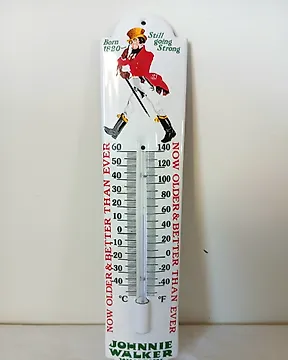 Born 1820-
Still going Strong
NOW OLDER & BETTER THAN EVER
NOW OLDER & BETTER THAN EVER
60 140
50 120
40 100
30 80
20 60
10 40
0 20
10 0
20 20
30 40
40
°C °F
JOHNNIE
WALKER